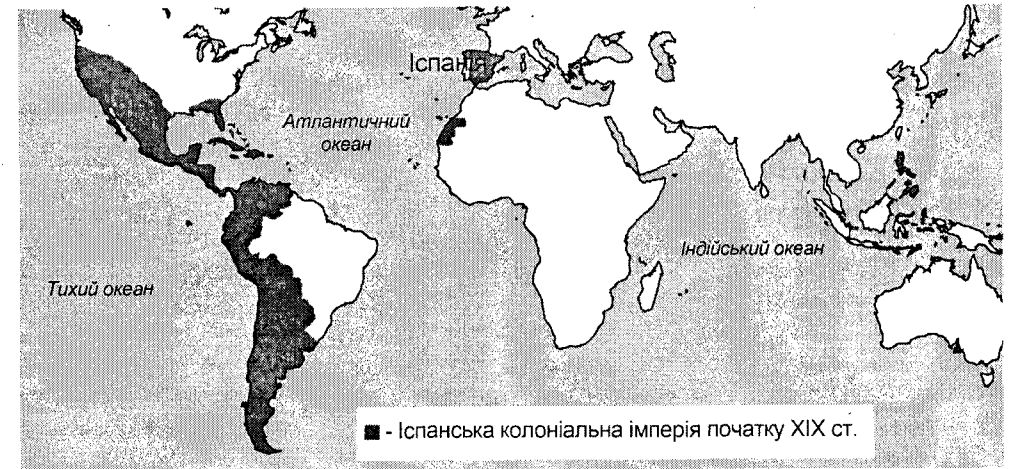 Іспанія
Атлантичний
океан
Індійський океан
Тихий океан
- Іспанська колоніальна імперія початку XIX ст.